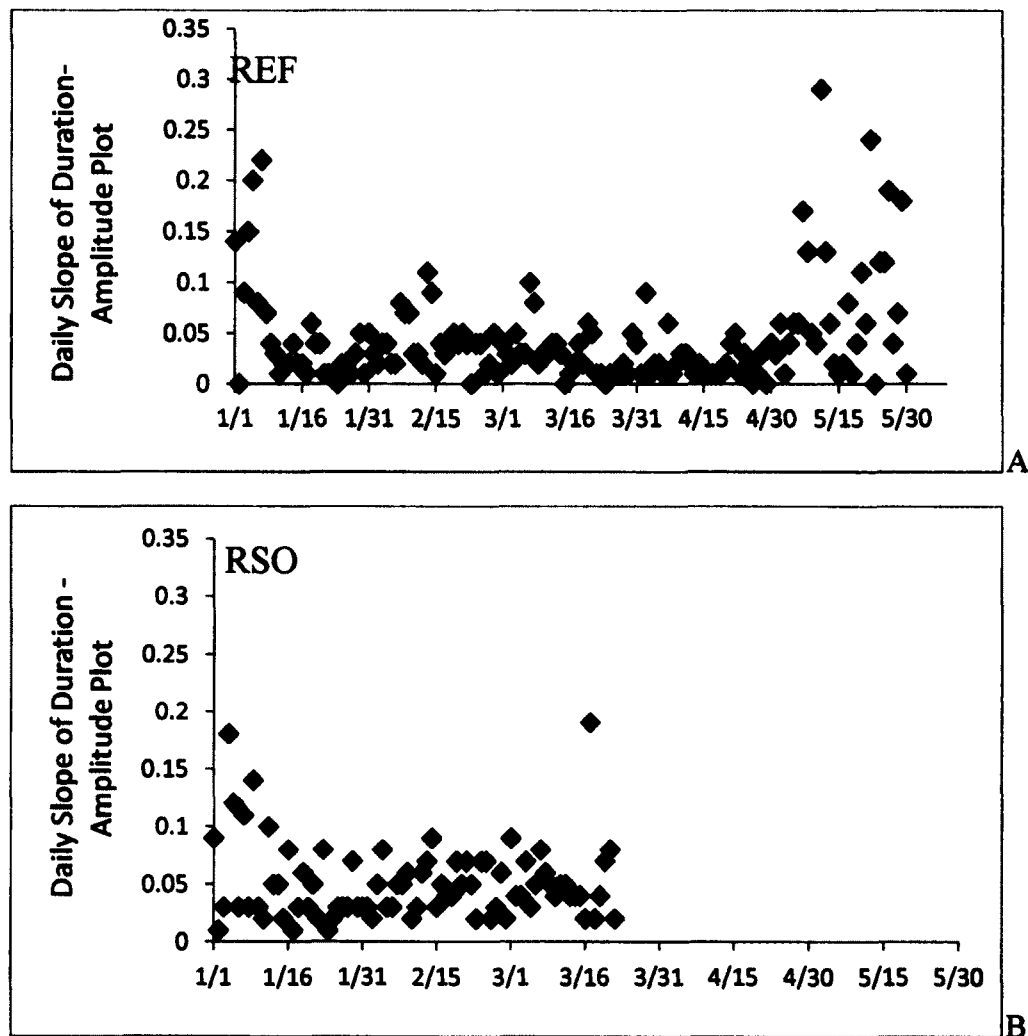 Daily Slope of Duration-
Amplitude Plot
0.35
REF
0.3
0.25
0.2
0.15
0.1
0.05
0
1/1 1/16 1/31 2/15 3/1 3/16 3/31 4/15 4/30 5/15 5/30
A
Daily Slope of Duration -
Amplitude Plot
0.35
RSO
0.3
0.25
0.2
0.15
0.1
0.05
0
1/1 1/16 1/31 2/15 3/1 3/16 3/31 4/15 4/30 5/15 5/30
B